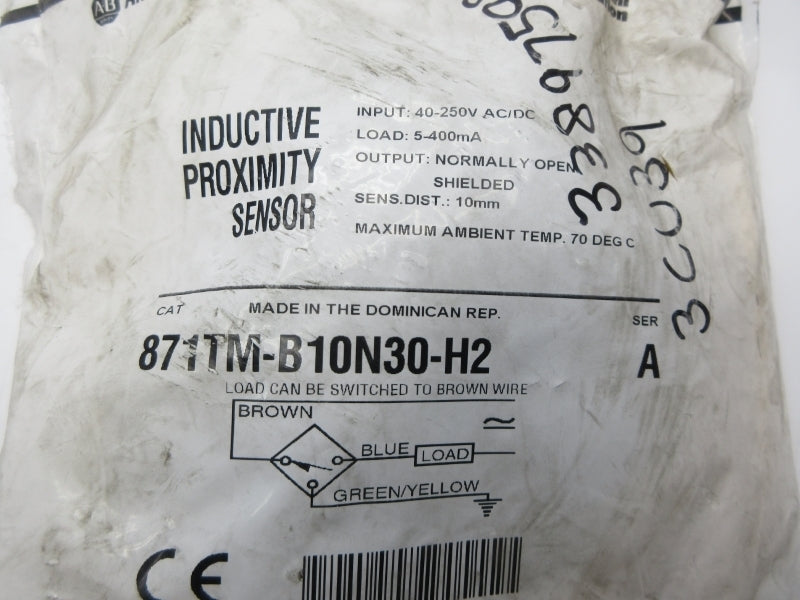 AB
INDUCTIVE
PROXIMITY
SENSOR
INPUT: 40-250V AC/DC
LOAD: 5-400mA
OUTPUT: NORMALLY OPEN
SHIELDED
SENS.DIST.: 10mm
MAXIMUM AMBIENT TEMP. 70 DEG C
3CU39
CAT
MADE IN THE DOMINICAN REP.
SER
871TM-B10N30-H2
A
LOAD CAN BE SWITCHED TO BROWN WIRE
BROWN
BLUE
LOAD
GREEN/YELLOW
CE